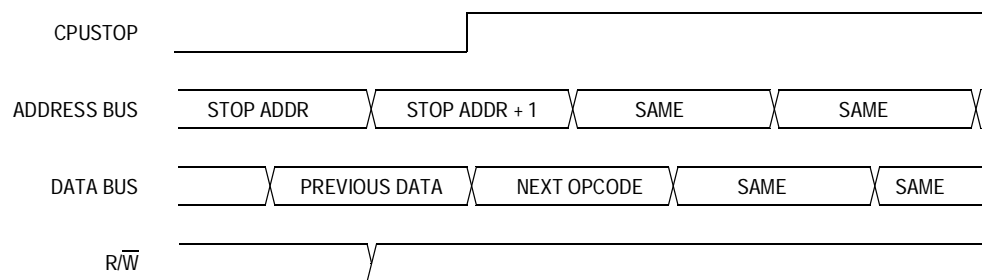 CPUSTOP
ADDRESS BUS STOP ADDR STOP ADDR + 1 SAME SAME
DATA BUS PREVIOUS DATA NEXT OPCODE SAME SAME
R/W̅